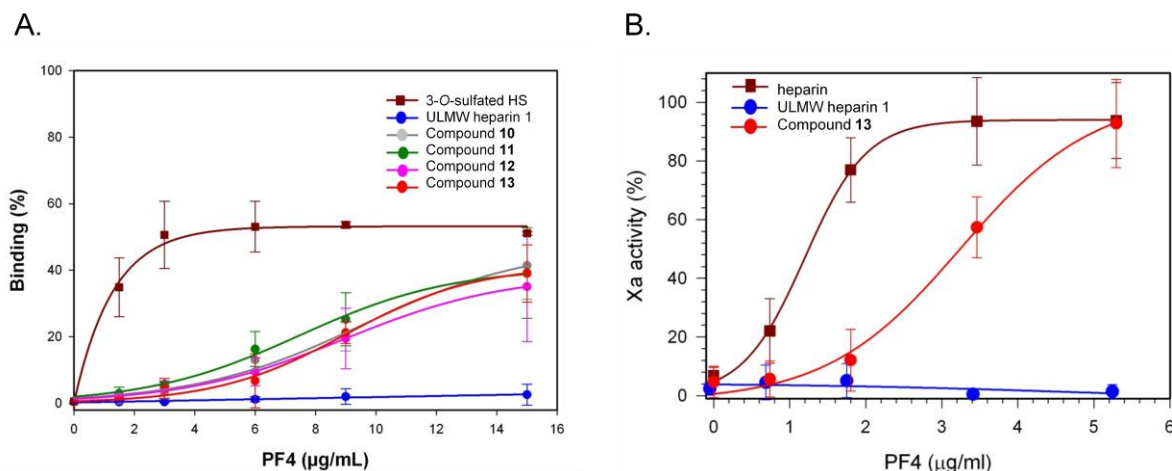 A.
Binding (%)
100
80
60
40
20
0
3-O-sulfated HS
ULMW heparin 1
Compound 10
Compound 11
Compound 12
Compound 13
0 2 4 6 8 10 12 14 16
PF4 (µg/mL)
B.
Xa activity (%)
100
80
60
40
20
0
heparin
ULMW heparin 1
Compound 13
0 1 2 3 4 5 6
PF4 (µg/ml)